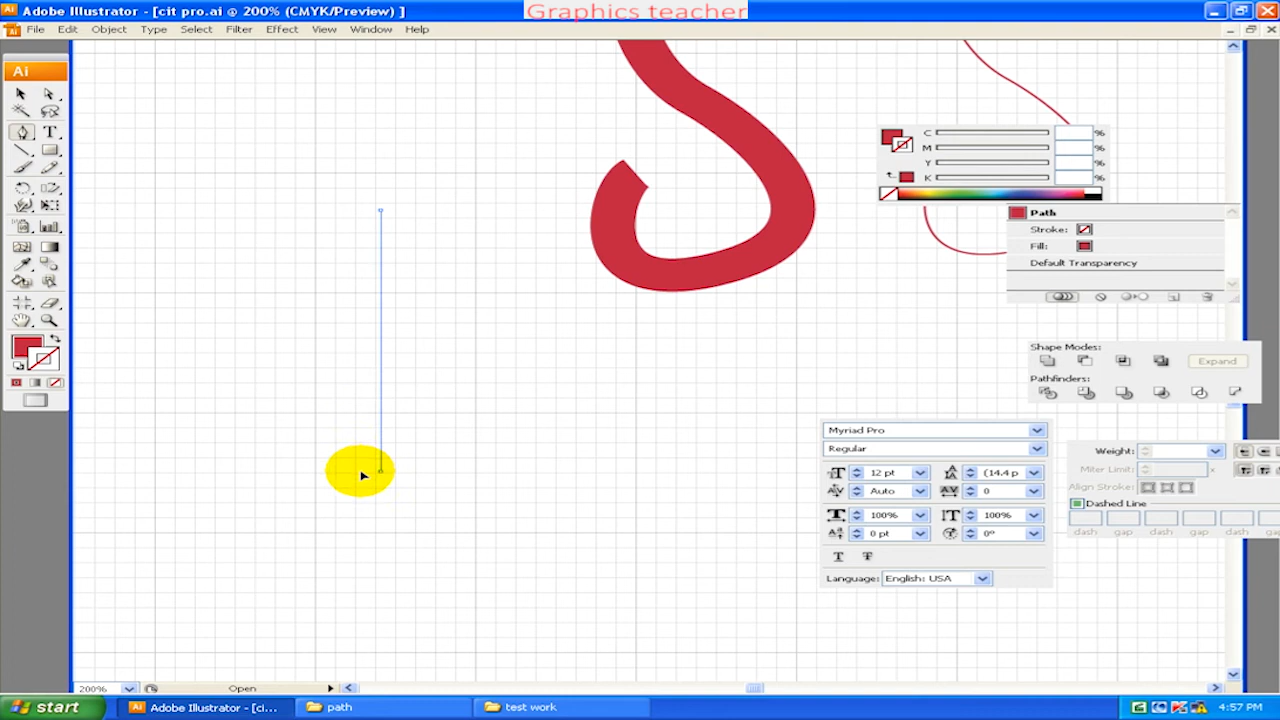 Adobe Illustrator - [cit pro.ai @ 200% (CMYK/Preview) ]
Graphics teacher
File Edit Object Type Select Filter Effect View Window Help
Ai
T
C %
M %
Y %
K %
Path
Stroke:
Fill:
Default Transparency
Shape Modes:
Expand
Pathfinders:
Myriad Pro
Regular
12 pt (14.4 p
Auto 0
100% 100%
0 pt 0°
Language: English: USA
Weight:
Miter Limit: x
Align Stroke:
Dashed Line
dash gap dash gap dash gap
200% Open
start Adobe Illustrator - [ci... path test work 4:57 PM